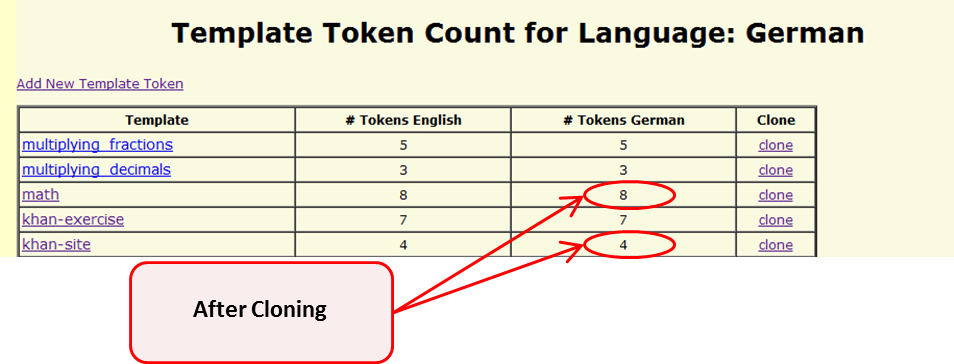 Template Token Count for Language: German
Add New Template Token
Template # Tokens English # Tokens German Clone
multiplying_fractions 5 5 clone
multiplying_decimals 3 3 clone
math 8 8 clone
khan-exercise 7 7 clone
khan-site 4 4 clone
After Cloning